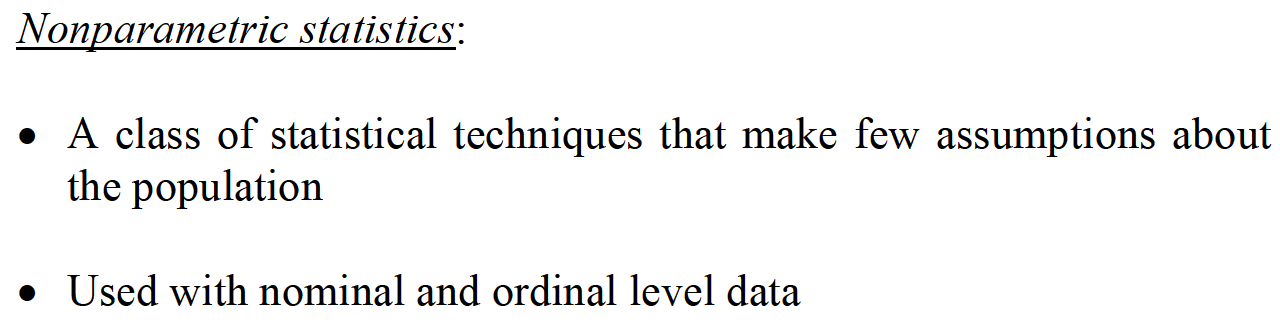 Nonparametric statistics:
• A class of statistical techniques that make few assumptions about
the population
• Used with nominal and ordinal level data